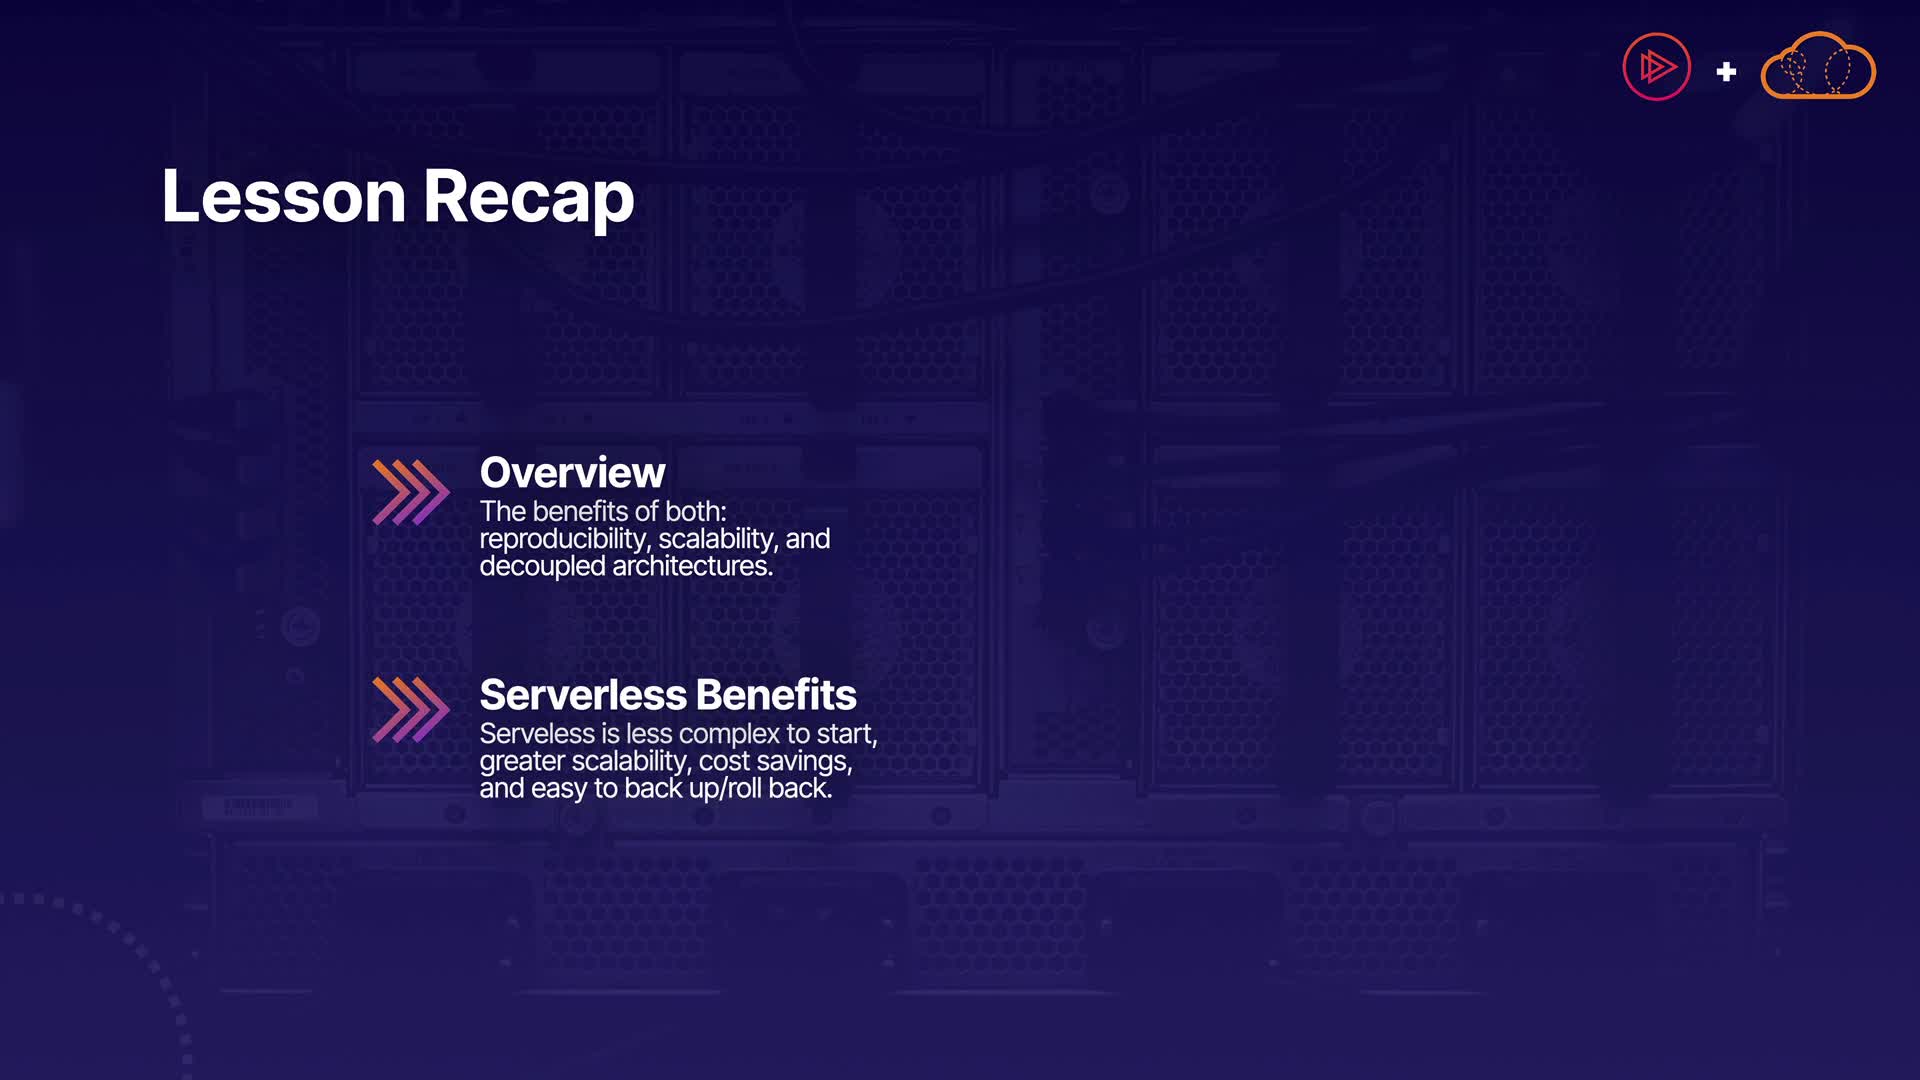 Lesson Recap
Overview
The benefits of both:
reproducibility, scalability, and
decoupled architectures.
Serverless Benefits
Serveless is less complex to start,
greater scalability, cost savings,
and easy to back up/roll back.